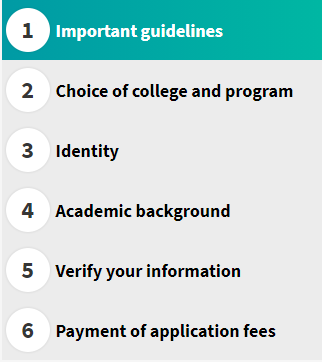 1 Important guidelines
2 Choice of college and program
3 Identity
4 Academic background
5 Verify your information
6 Payment of application fees